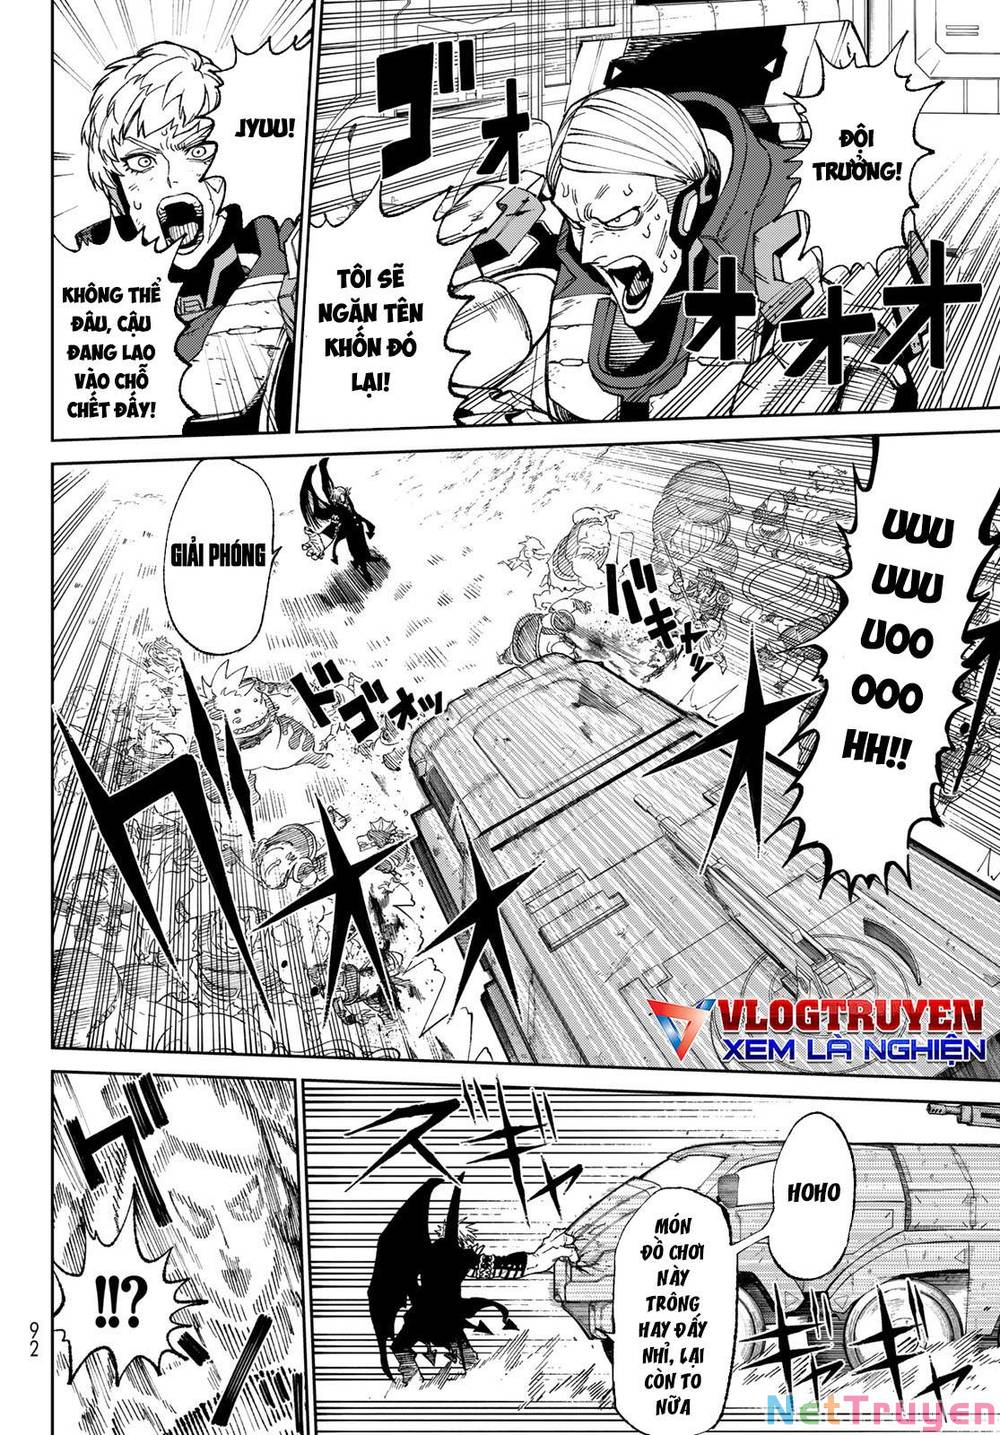 ĐỘI
TRƯỞNG!
TÔI SẼ
NGĂN TÊN
KHỐN ĐÓ
LẠI!
ゴォオオオ
JYUU!
KHÔNG THỂ
ĐÂU, CẬU
ĐANG LAO
VÀO CHỖ
CHẾT ĐẤY!
UUU
UUU
UOO
OOO
HH!!
GIẢI PHÓNG
バキ
メキッ
ドゴォッ
VLOGTRUYEN
XEM LÀ NGHIỆN
HOHO
MÓN
ĐỒ CHƠI
NÀY
TRÔNG
HAY ĐẤY
NHỈ, LẠI
CÒN TO
NỮA
!!?
92
NetTruyen